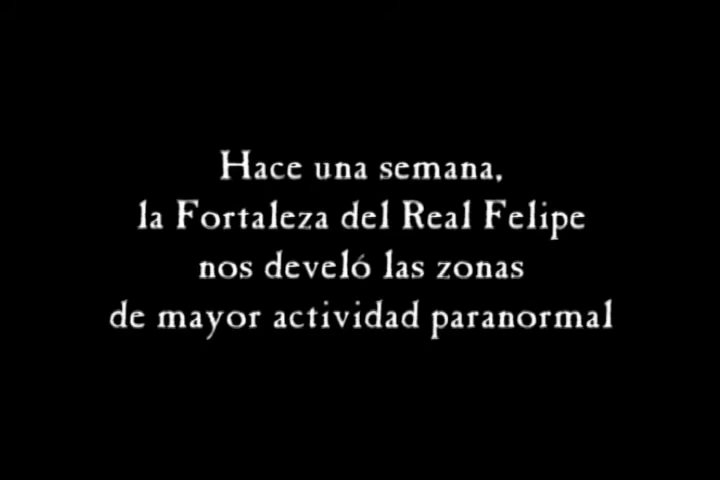 Hace una semana,
la Fortaleza del Real Felipe
nos develó las zonas
de mayor actividad paranormal